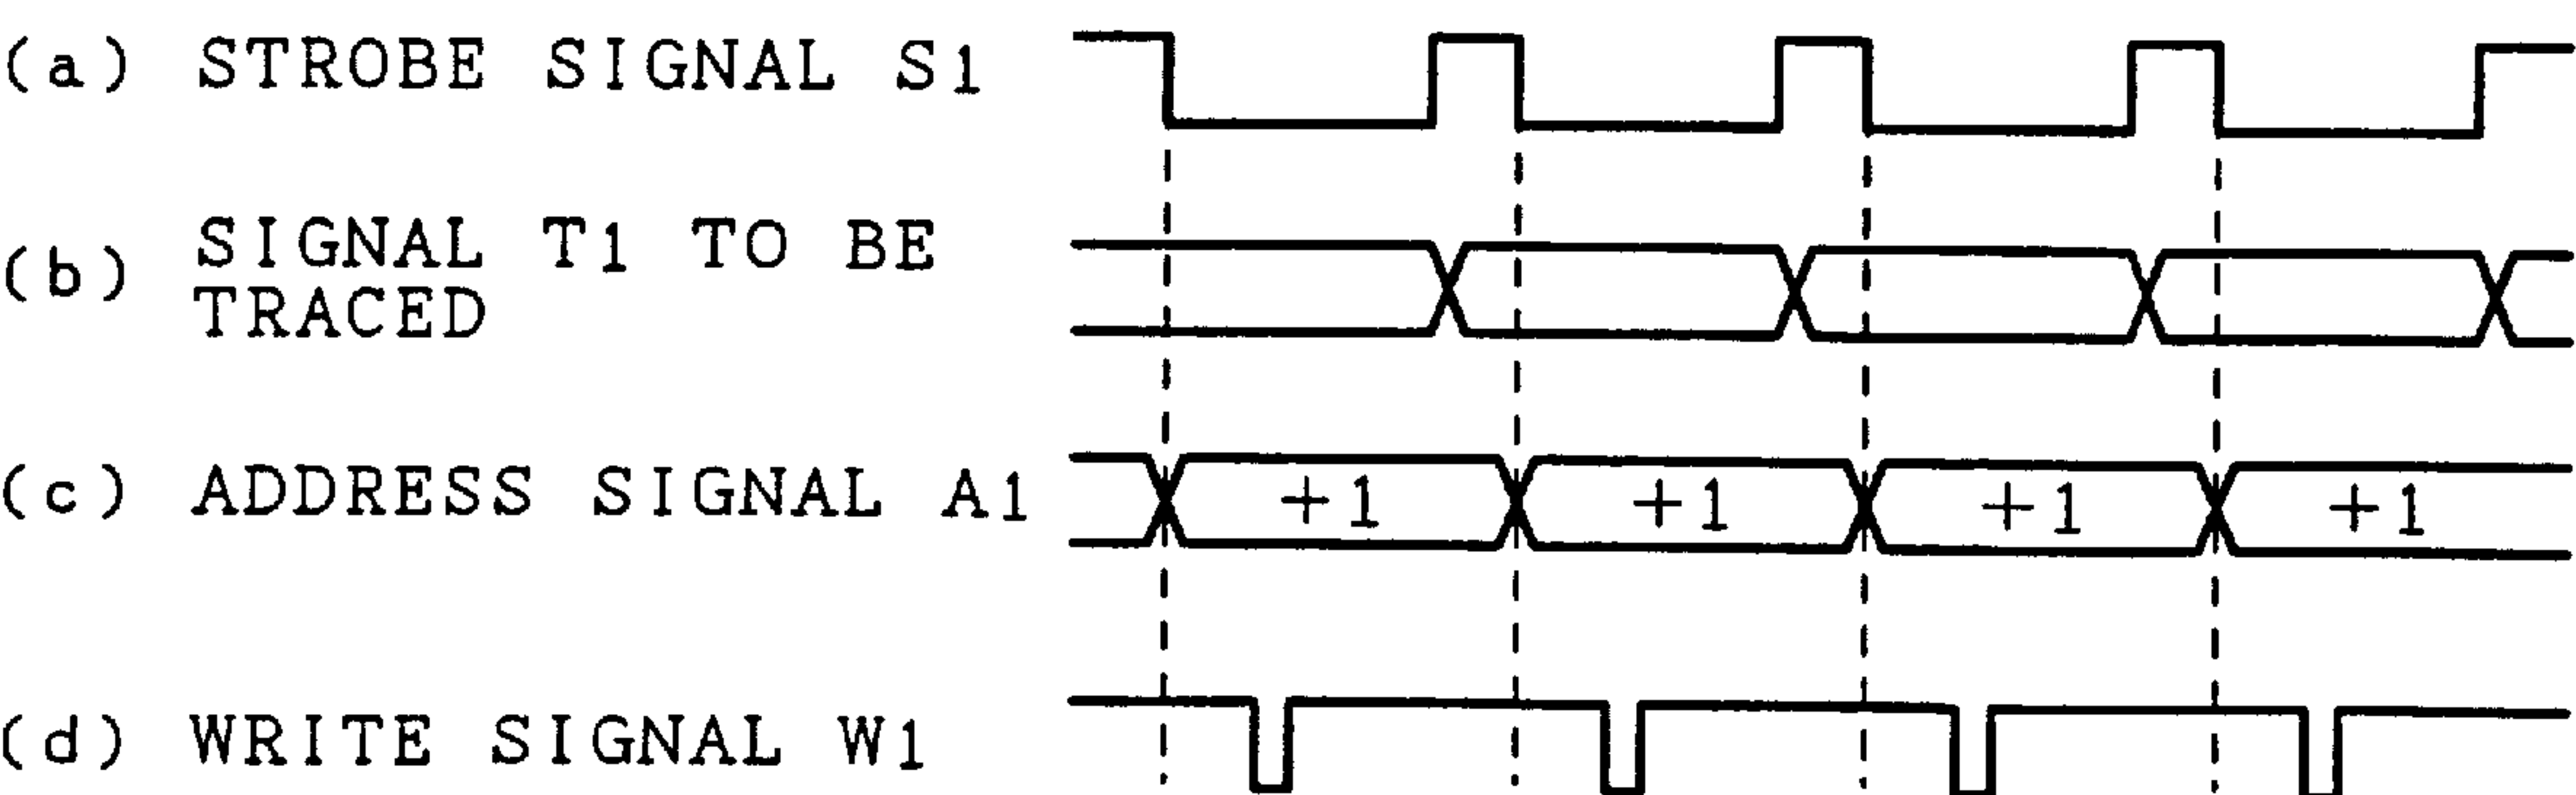 (a) STROBE SIGNAL S1
(b) SIGNAL T1 TO BE
TRACED
(c) ADDRESS SIGNAL A1
+1 +1 +1 +1
(d) WRITE SIGNAL W1